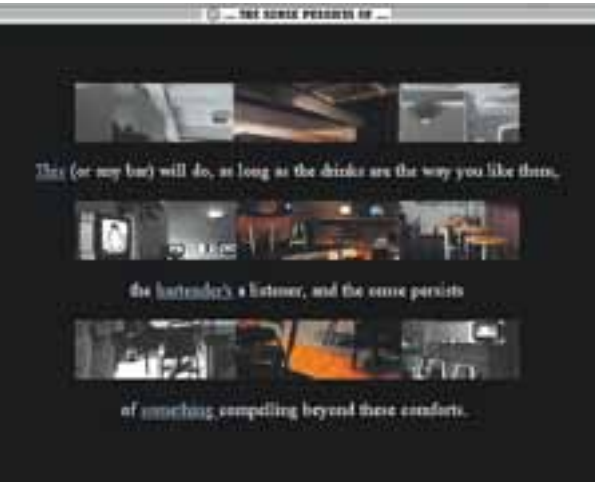 ... THE SENSE PERSISTS OF ...
This (or any bar) will do, as long as the drinks are the way you like them,
the bartender's a listener, and the sense persists
of something compelling beyond these comforts.